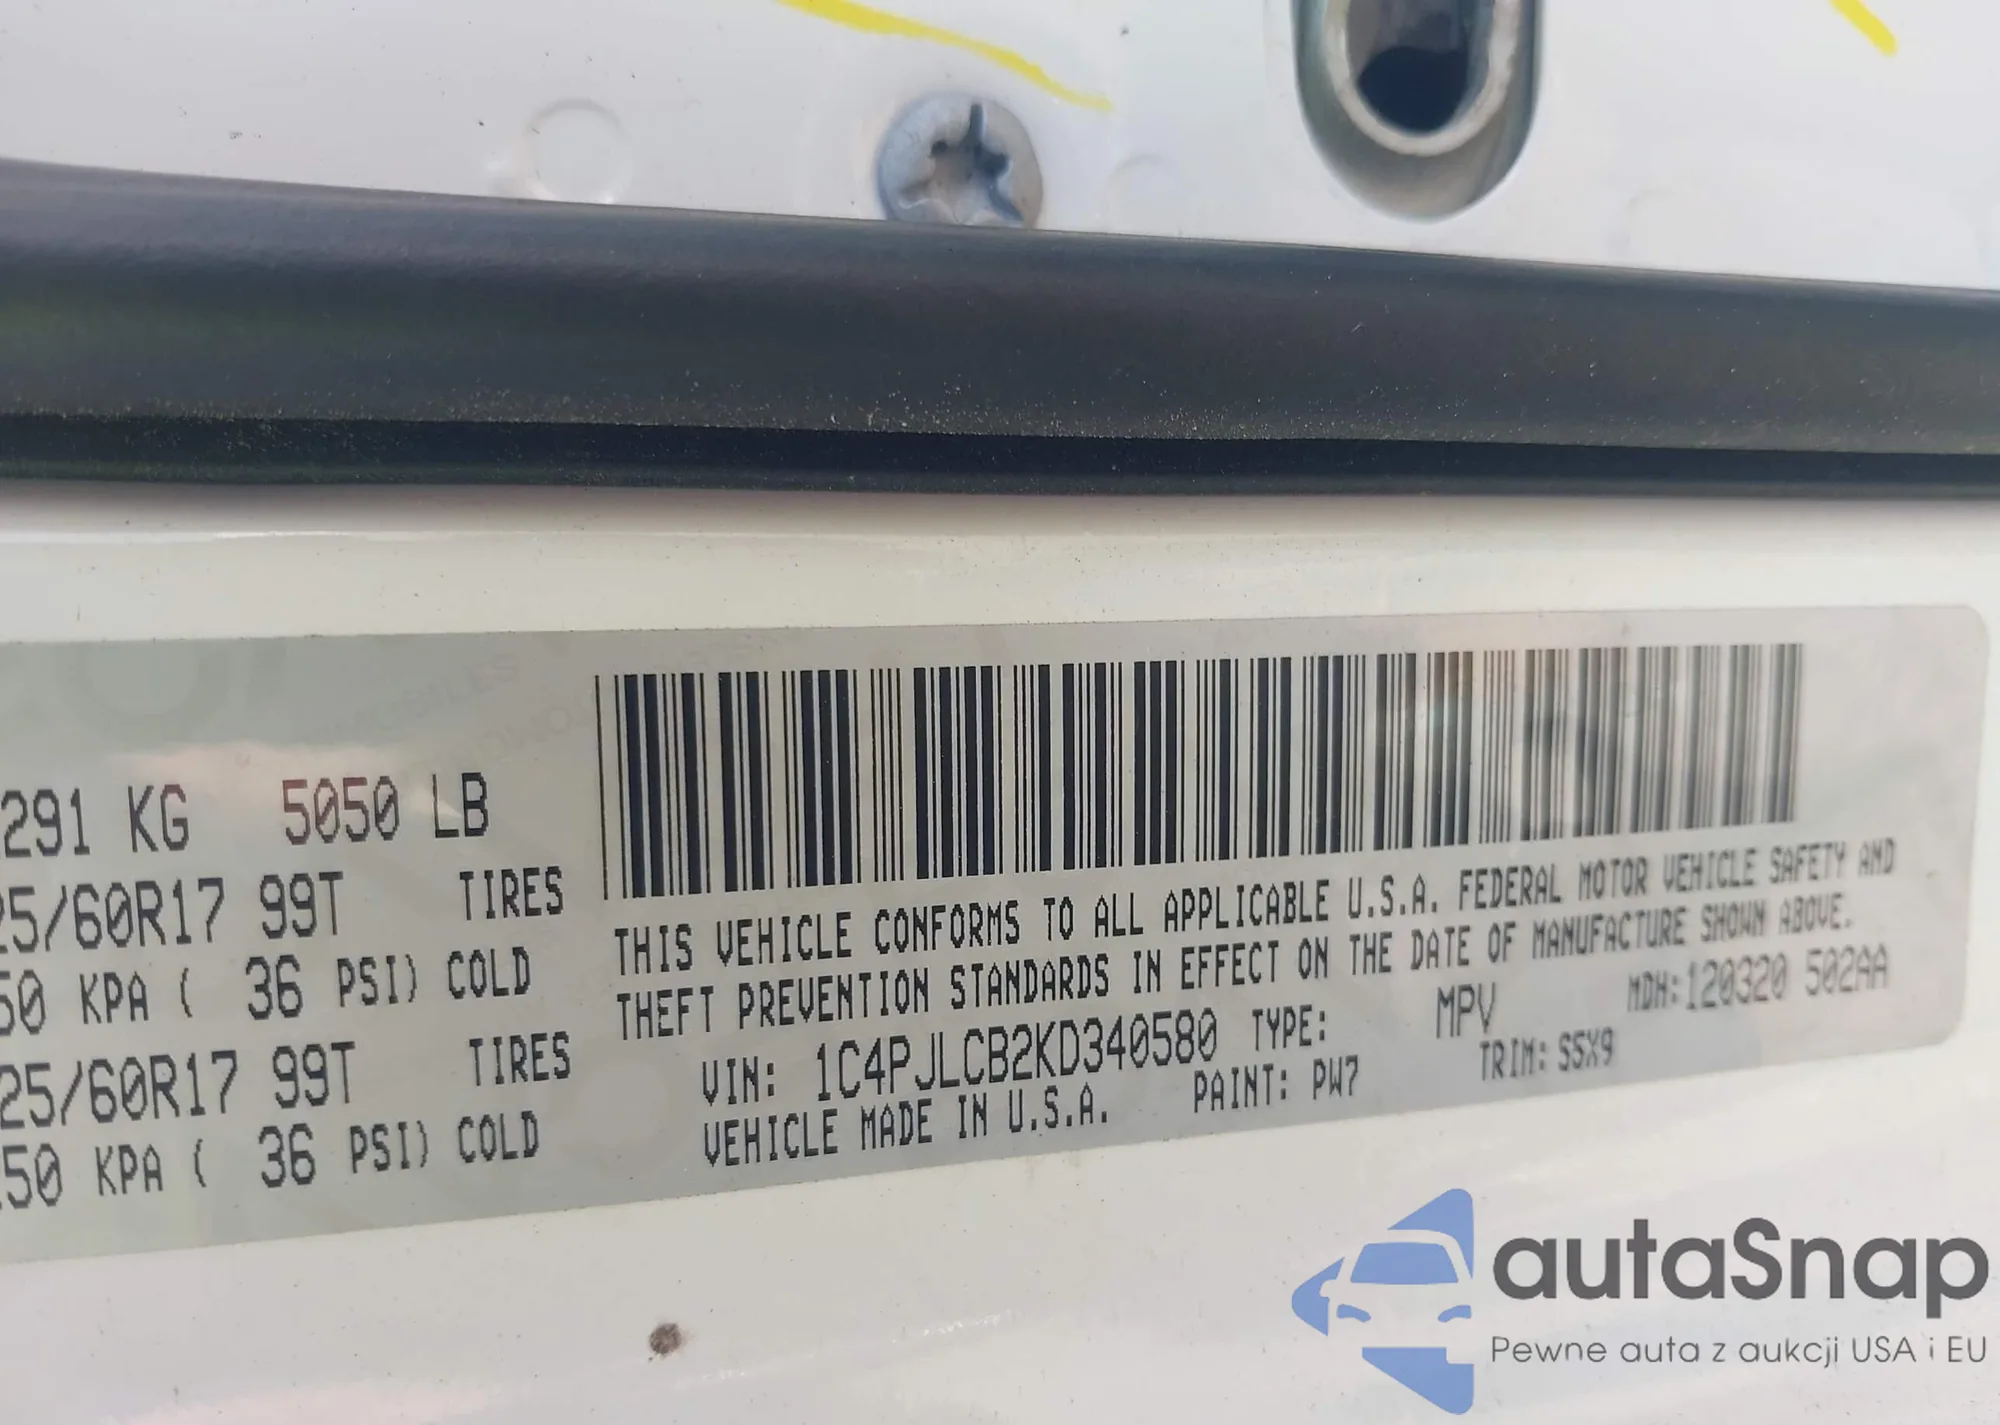 291 KG 5050 LB
25/60R17 99T TIRES
50 KPA ( 36 PSI) COLD
25/60R17 99T TIRES
50 KPA ( 36 PSI) COLD
THIS VEHICLE CONFORMS TO ALL APPLICABLE U.S.A. FEDERAL MOTOR VEHICLE SAFETY AND
THEFT PREVENTION STANDARDS IN EFFECT ON THE DATE OF MANUFACTURE SHOWN ABOVE.
VIN: 1C4PJLCB2KD340580 TYPE: MPV MDH:120320 502AA
VEHICLE MADE IN U.S.A. PAINT: PW7 TRIM: S5X9
autaSnap
Pewne auta z aukcji USA i EU